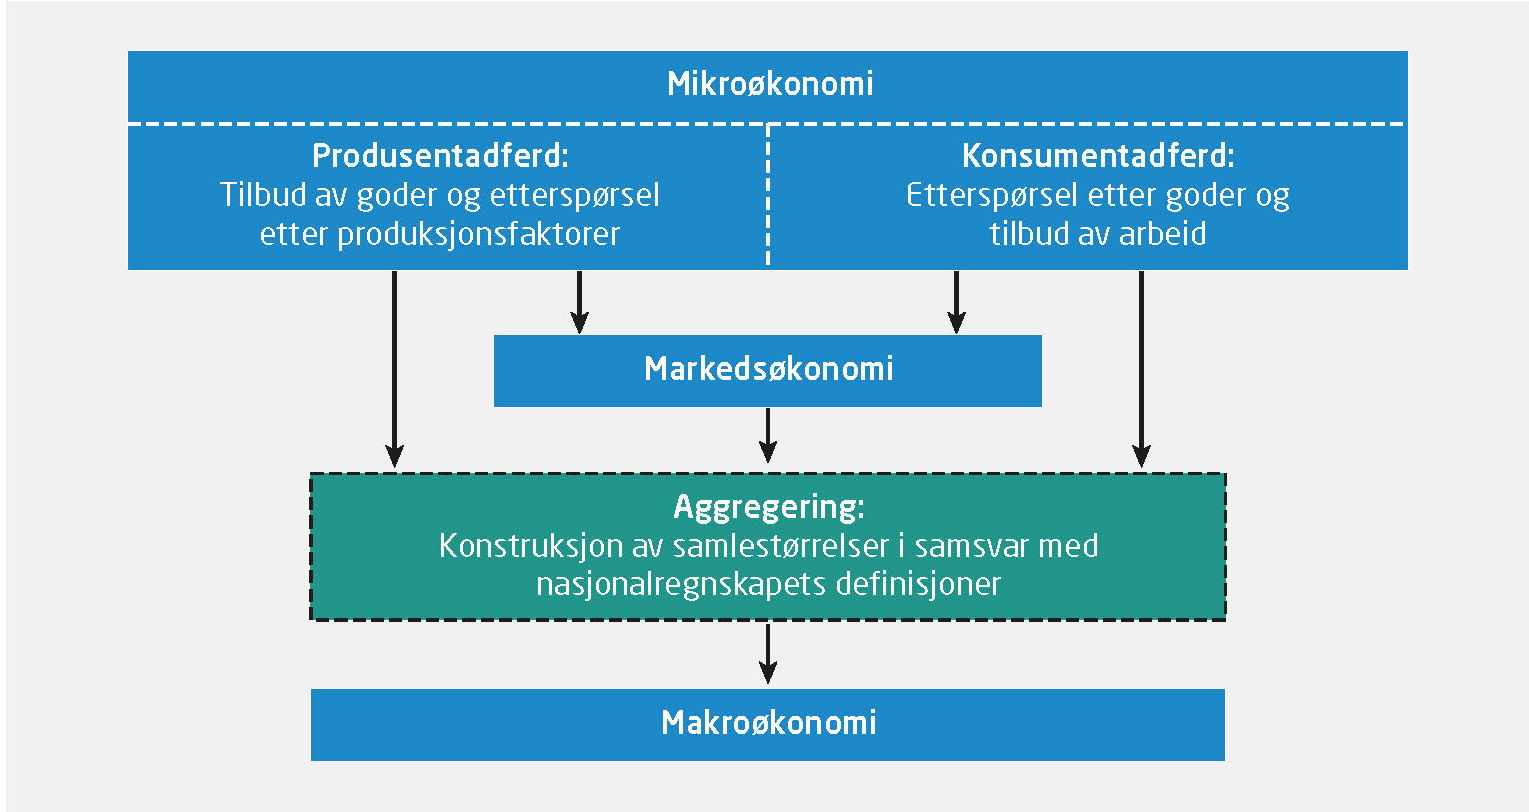 Mikroøkonomi
Produsentadferd:
Tilbud av goder og etterspørsel
etter produksjonsfaktorer
Konsumentadferd:
Etterspørsel etter goder og
tilbud av arbeid
Markedsøkonomi
Aggregering:
Konstruksjon av samlestørrelser i samsvar med
nasjonalregnskapets definisjoner
Makroøkonomi